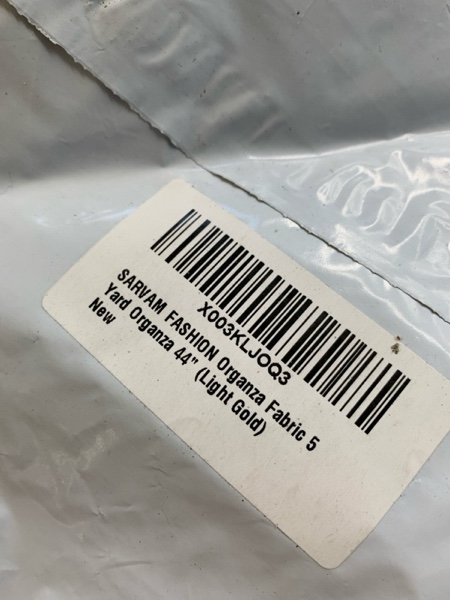 X003KLJOQ3
SARVAM FASHION Organza Fabric 5
Yard Organza 44" (Light Gold)
New